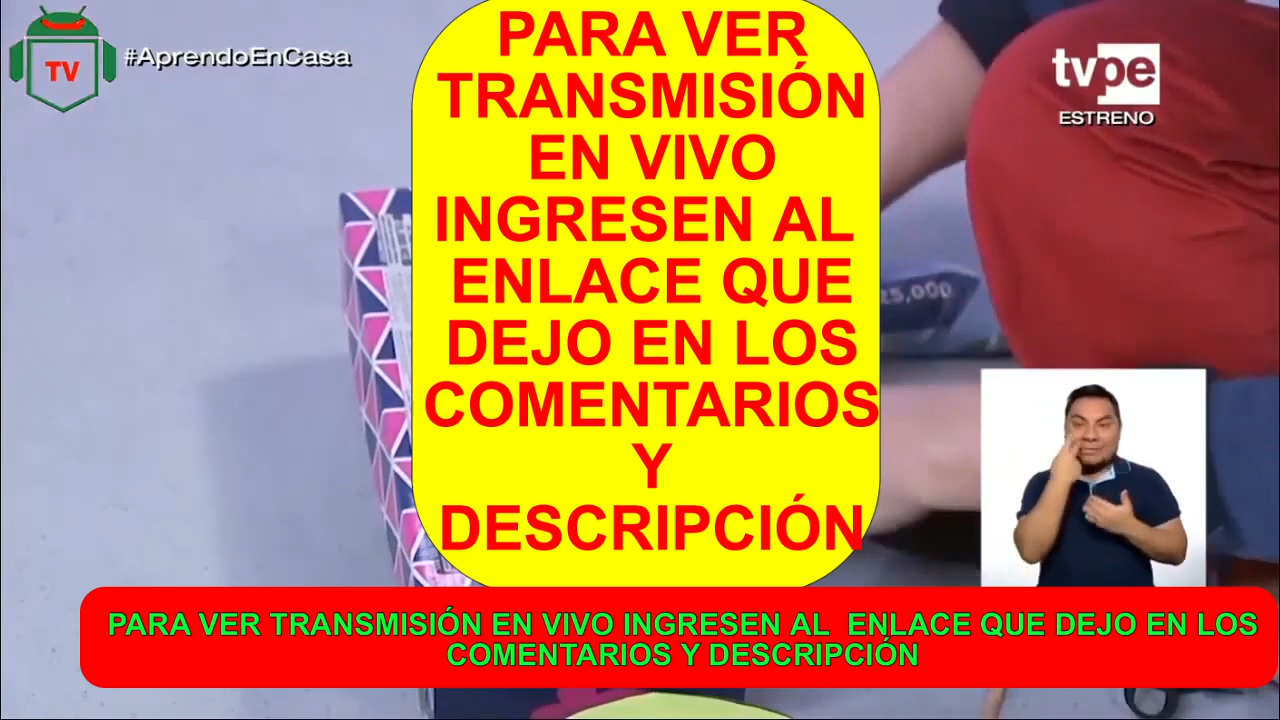 TV
#AprendoEnCasa
tvpe
ESTRENO
PARA VER
TRANSMISIÓN
EN VIVO
INGRESEN AL
ENLACE QUE
DEJO EN LOS
COMENTARIOS
Y
DESCRIPCIÓN
25,000
PARA VER TRANSMISIÓN EN VIVO INGRESEN AL ENLACE QUE DEJO EN LOS
COMENTARIOS Y DESCRIPCIÓN